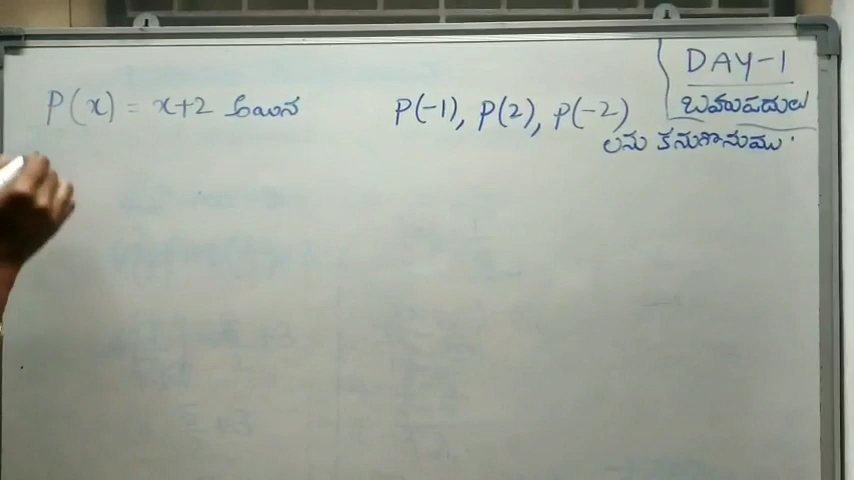 DAY-1
బహుపదులు
P(x) = x+2 అయిన P(-1), P(2), P(-2)
లను కనుగొనుము.